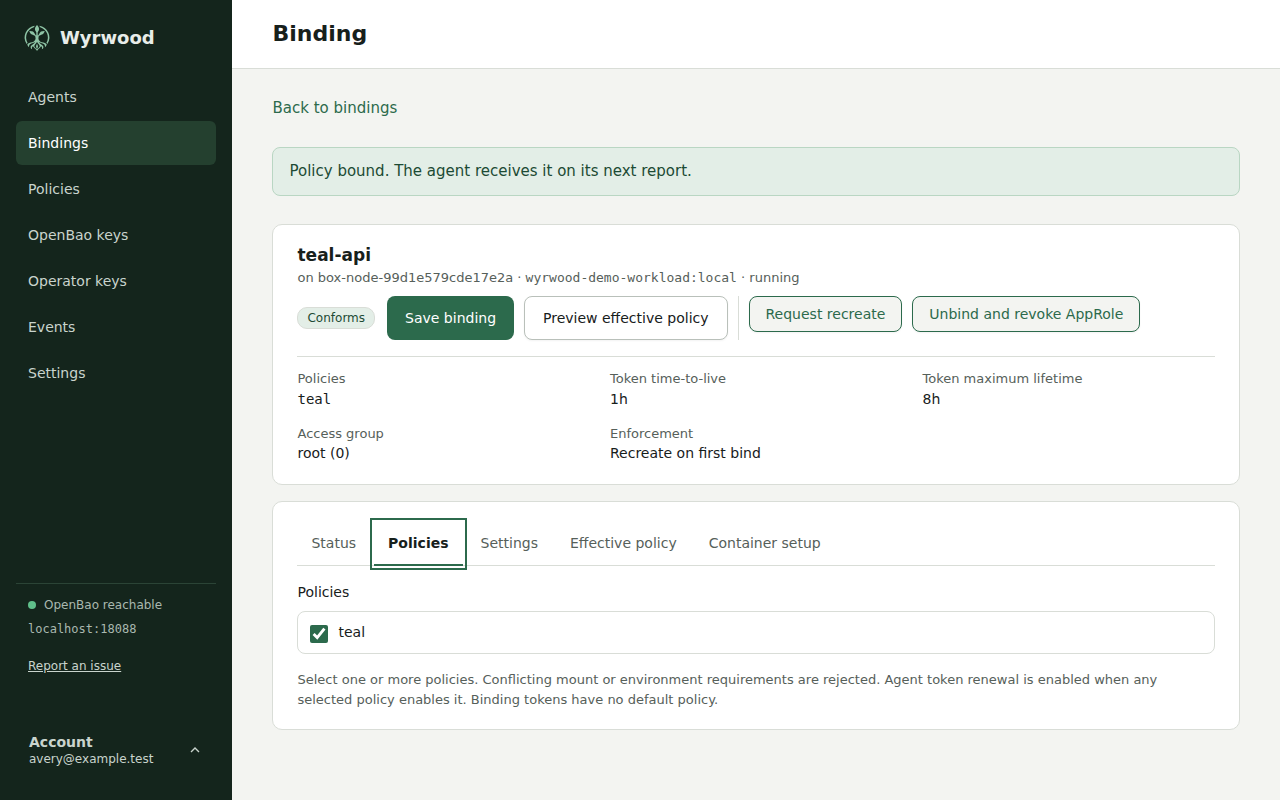 Wyrwood
Agents
Bindings
Policies
OpenBao keys
Operator keys
Events
Settings
OpenBao reachable
localhost:18088
Report an issue
Account
avery@example.test
Binding
Back to bindings
Policy bound. The agent receives it on its next report.
teal-api
on box-node-99d1e579cde17e2a · wyrwood-demo-workload:local · running
Conforms
Save binding
Preview effective policy
Request recreate
Unbind and revoke AppRole
Policies
teal
Token time-to-live
1h
Token maximum lifetime
8h
Access group
root (0)
Enforcement
Recreate on first bind
Status
Policies
Settings
Effective policy
Container setup
Policies
teal
Select one or more policies. Conflicting mount or environment requirements are rejected. Agent token renewal is enabled when any
selected policy enables it. Binding tokens have no default policy.